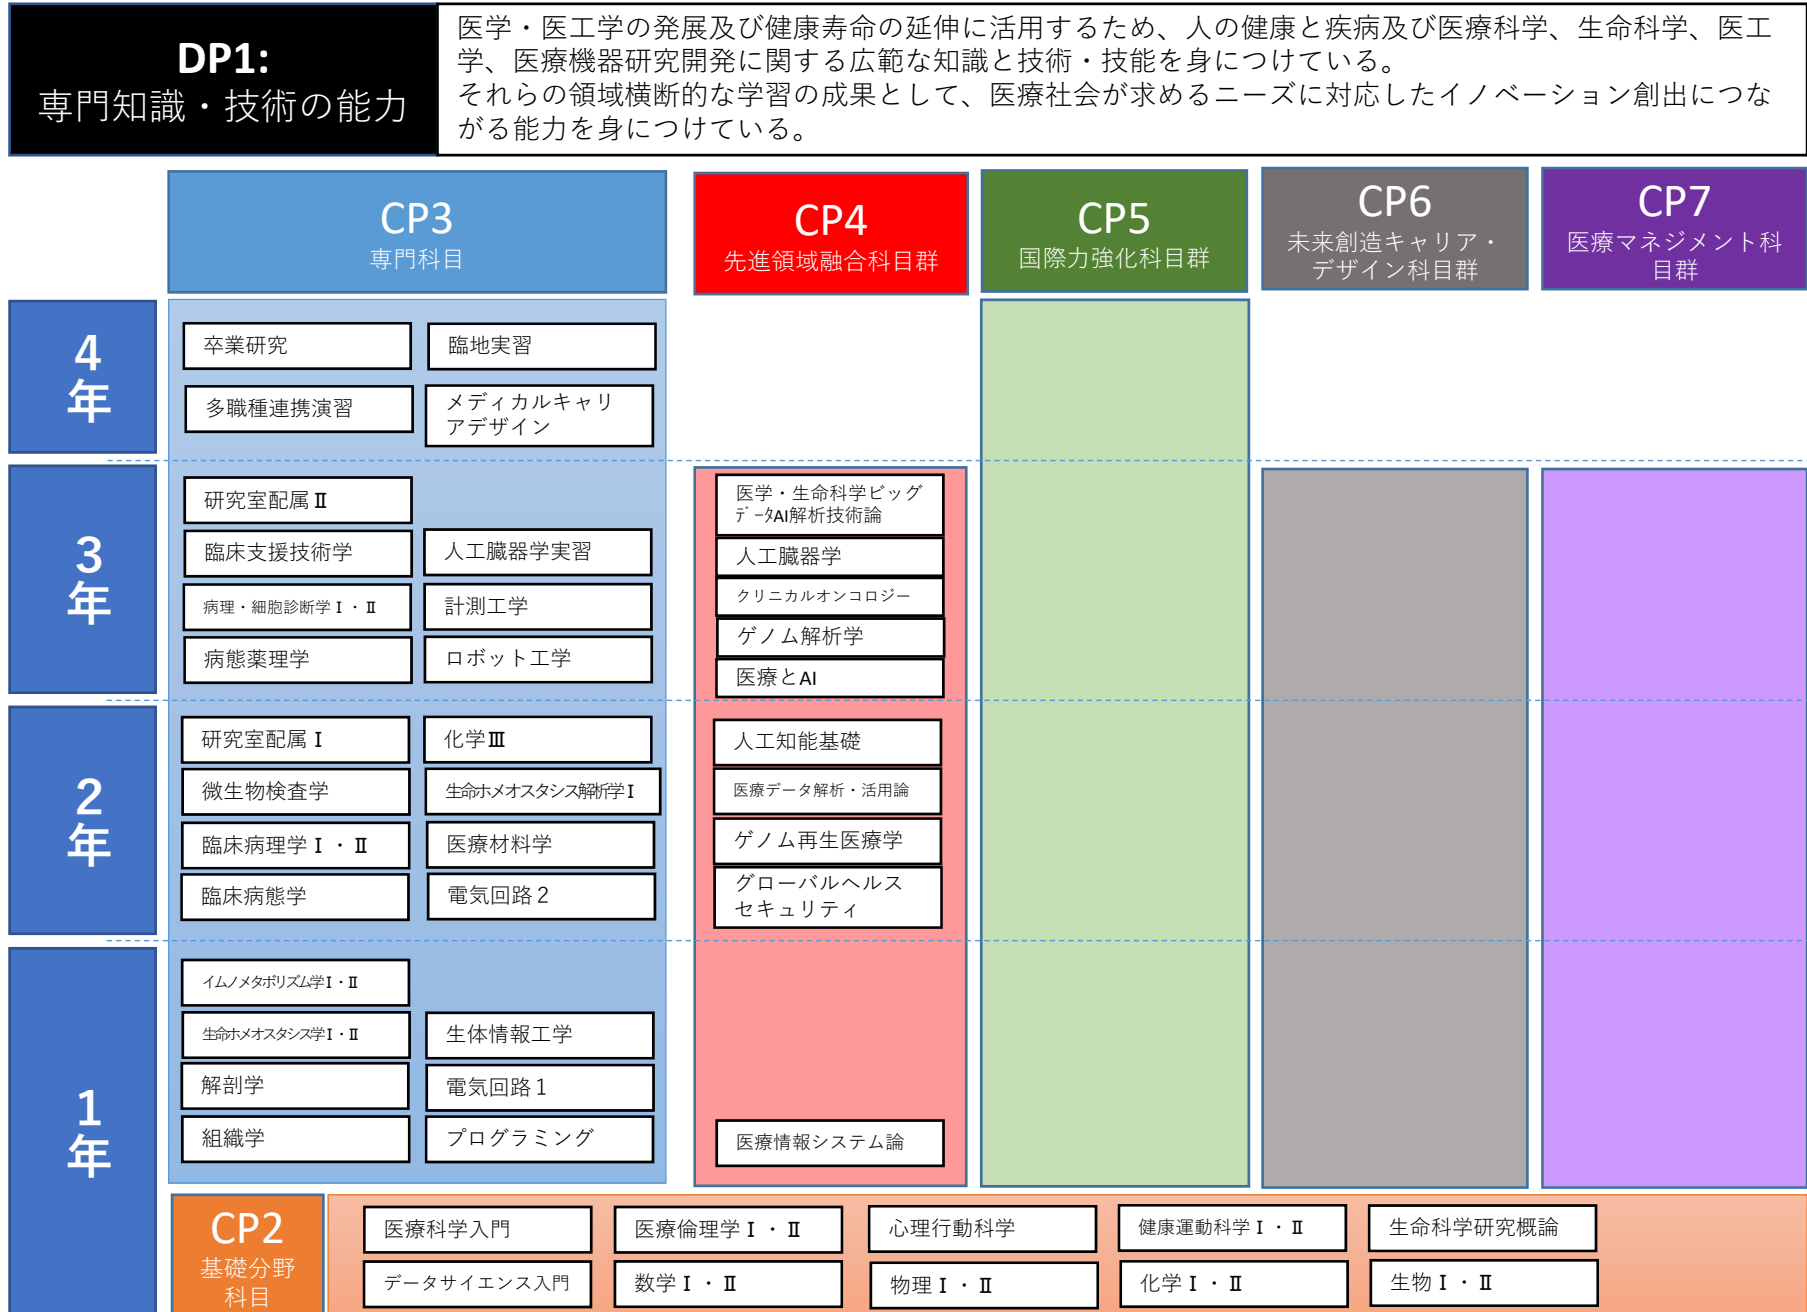 DP1:
専門知識・技術の能力
医学・医工学の発展及び健康寿命の延伸に活用するため、人の健康と疾病及び医療科学、生命科学、医工
学、医療機器研究開発に関する広範な知識と技術・技能を身につけている。
それらの領域横断的な学習の成果として、医療社会が求めるニーズに対応したイノベーション創出につな
がる能力を身につけている。
CP3
専門科目
CP4
先進領域融合科目群
CP5
国際力強化科目群
CP6
未来創造キャリア・
デザイン科目群
CP7
医療マネジメント科
目群
4
年
卒業研究
臨地実習
多職種連携演習
メディカルキャリ
アデザイン
3
年
研究室配属Ⅱ
臨床支援技術学
人工臓器学実習
病理・細胞診断学Ⅰ・Ⅱ
計測工学
病態薬理学
ロボット工学
医学・生命科学ビッグ
データAI解析技術論
人工臓器学
クリニカルオンコロジー
ゲノム解析学
医療とAI
2
年
研究室配属Ⅰ
化学Ⅲ
微生物検査学
生命ホメオスタシス解析学Ⅰ
臨床病理学Ⅰ・Ⅱ
医療材料学
臨床病態学
電気回路２
人工知能基礎
医療データ解析・活用論
ゲノム再生医療学
グローバルヘルス
セキュリティ
1
年
イムノメタボリズム学Ⅰ・Ⅱ
生命ホメオスタシス学Ⅰ・Ⅱ
生体情報工学
解剖学
電気回路１
組織学
プログラミング
医療情報システム論
CP2
基礎分野
科目
医療科学入門
医療倫理学Ⅰ・Ⅱ
心理行動科学
健康運動科学Ⅰ・Ⅱ
生命科学研究概論
データサイエンス入門
数学Ⅰ・Ⅱ
物理Ⅰ・Ⅱ
化学Ⅰ・Ⅱ
生物Ⅰ・Ⅱ